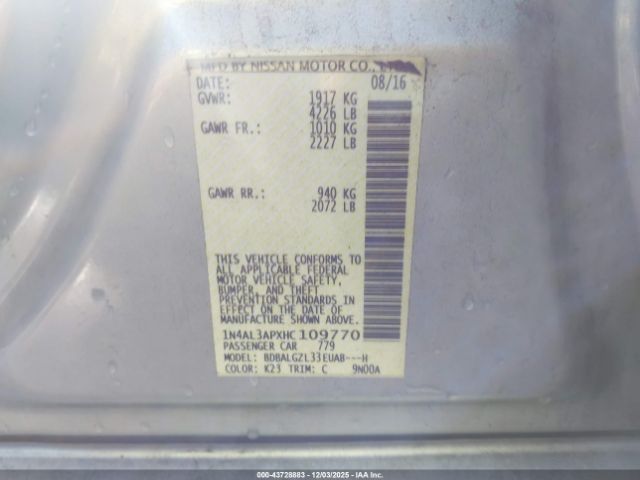 MFD BY NISSAN MOTOR CO.,
DATE: 08/16
GVWR: 1917 KG
4226 LB
GAWR FR.: 1010 KG
2227 LB
GAWR RR.: 940 KG
2072 LB
THIS VEHICLE CONFORMS TO
ALL APPLICABLE FEDERAL
MOTOR VEHICLE SAFETY,
BUMPER, AND THEFT
PREVENTION STANDARDS IN
EFFECT ON THE DATE OF
MANUFACTURE SHOWN ABOVE.
1N4AL3APXHC109770
PASSENGER CAR 779
MODEL: BDBALGZL33EUAB---H
COLOR: K23 TRIM: C 9N00A
000-43728883 - 12/03/2025 - IAA Inc.